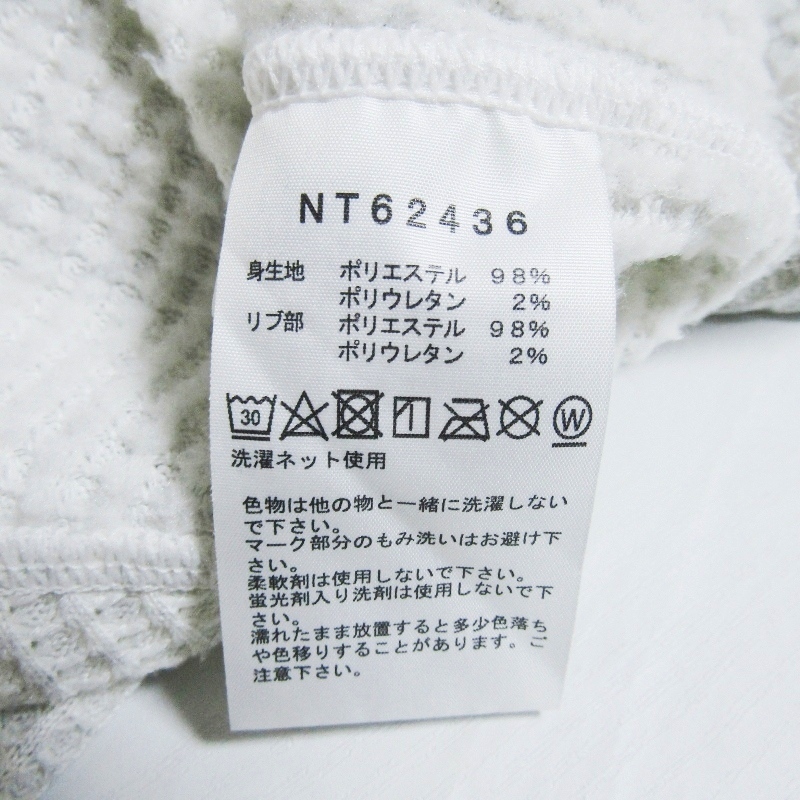 NT62436
身生地 ポリエステル 98%
ポリウレタン 2%
リブ部 ポリエステル 98%
ポリウレタン 2%
30 W
洗濯ネット使用
色物は他の物と一緒に洗濯しない
で下さい。
マーク部分のもみ洗いはお避け下
さい。
柔軟剤は使用しないで下さい。
蛍光剤入り洗剤は使用しないで下
さい。
濡れたまま放置すると多少色落ち
や色移りすることがあります。ご
注意下さい。